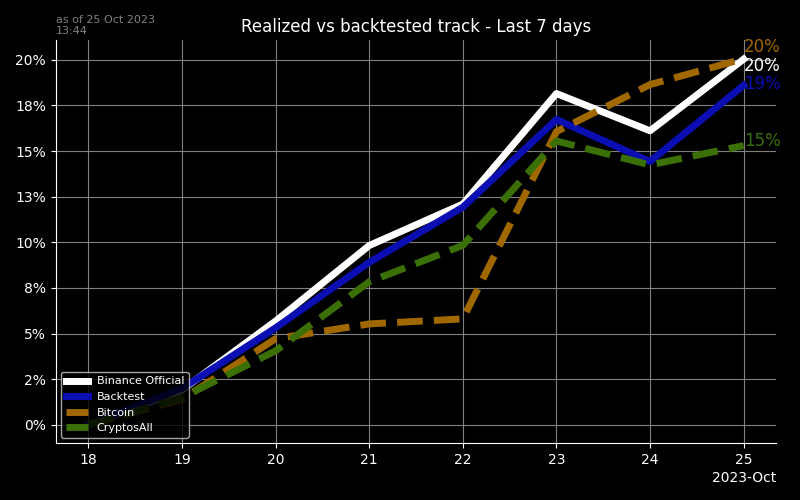 as of 25 Oct 2023
13:44
Realized vs backtested track - Last 7 days
20%
18%
15%
13%
10%
8%
5%
2%
0%
20%
20%
19%
15%
Binance Official
Backtest
Bitcoin
CryptosAll
18 19 20 21 22 23 24 25
2023-Oct